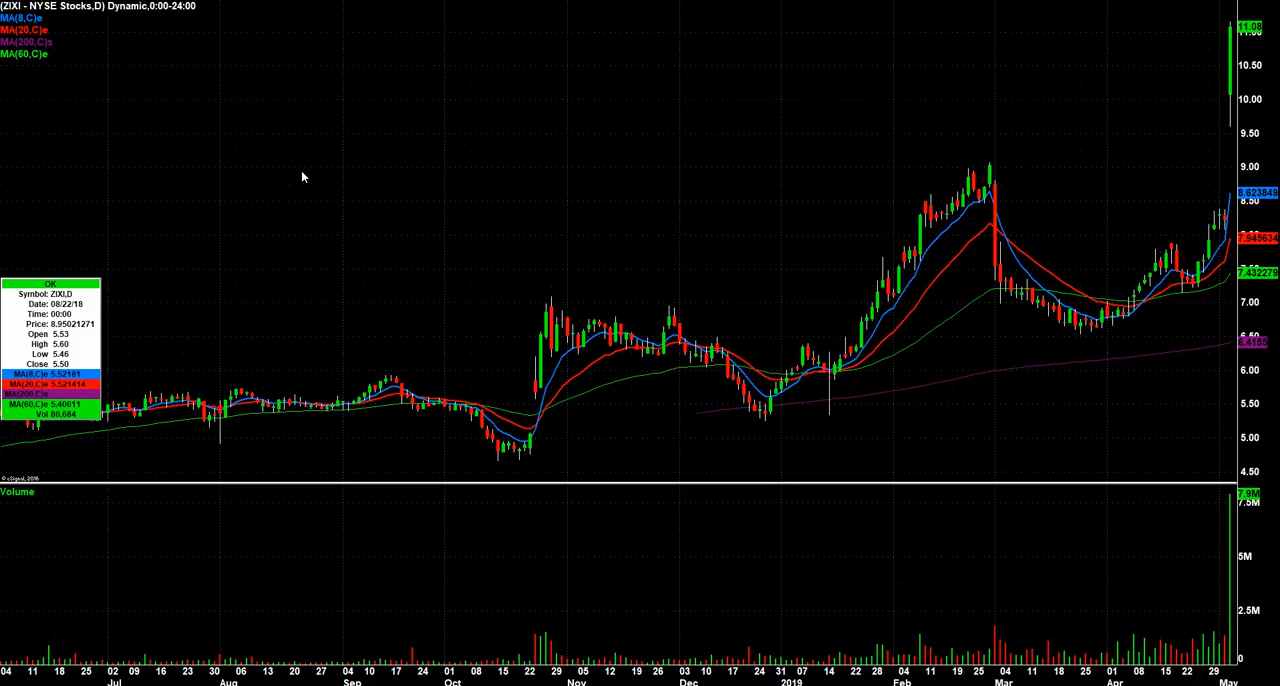 (ZIXI - NYSE Stocks,D) Dynamic,0:00-24:00
MA(8,C)e
MA(20,C)e
MA(200,C)s
MA(60,C)e
11.08
11.00
10.50
10.00
9.50
9.00
8.623849
8.50
7.945634
7.432279
7.00
6.50
6.00
5.50
5.00
4.50
OK
Symbol: ZIXI,D
Date: 08/22/18
Time: 00:00
Price: 8.95021271
Open 5.53
High 5.60
Low 5.46
Close 5.50
MA(8,C)e 5.52181
MA(20,C)e 5.521414
MA(200,C)s
MA(60,C)e 5.40011
Vol 80,684
© eSignal, 2016
Volume
7.9M
7.5M
5M
2.5M
0
04 11 18 25 02 09 16 23 30 06 13 20 27 04 10 17 24 01 08 15 22 29 05 12 19 26 03 10 17 24 31 07 14 22 28 04 11 19 25 04 11 18 25 01 08 15 22 29
Jul Aug Sep Oct Nov Dec 2019 Feb Mar Apr May